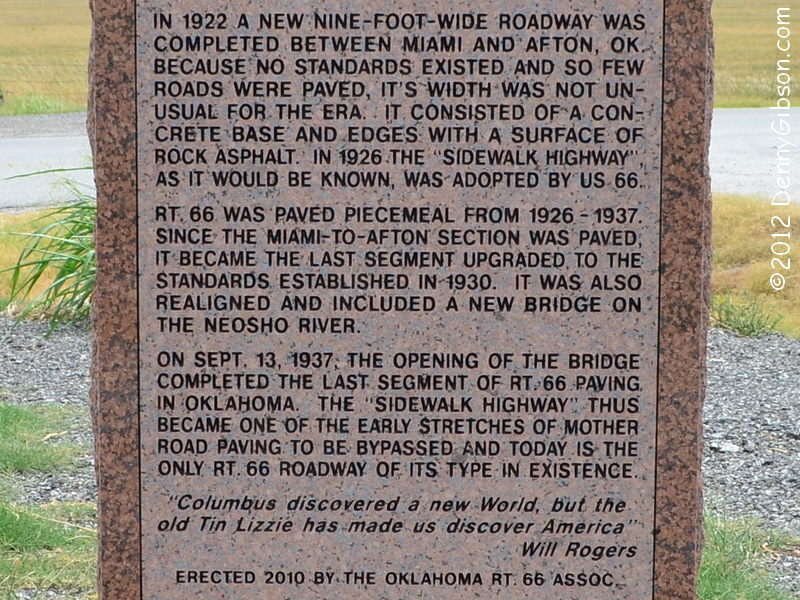 IN 1922 A NEW NINE-FOOT-WIDE ROADWAY WAS
COMPLETED BETWEEN MIAMI AND AFTON, OK.
BECAUSE NO STANDARDS EXISTED AND SO FEW
ROADS WERE PAVED, IT'S WIDTH WAS NOT UN-
USUAL FOR THE ERA. IT CONSISTED OF A CON-
CRETE BASE AND EDGES WITH A SURFACE OF
ROCK ASPHALT. IN 1926 THE "SIDEWALK HIGHWAY",
AS IT WOULD BE KNOWN, WAS ADOPTED BY US 66.
RT. 66 WAS PAVED PIECEMEAL FROM 1926-1937.
SINCE THE MIAMI-TO-AFTON SECTION WAS PAVED,
IT BECAME THE LAST SEGMENT UPGRADED TO THE
STANDARDS ESTABLISHED IN 1930. IT WAS ALSO
REALIGNED AND INCLUDED A NEW BRIDGE ON
THE NEOSHO RIVER.
ON SEPT. 13, 1937, THE OPENING OF THE BRIDGE
COMPLETED THE LAST SEGMENT OF RT. 66 PAVING
IN OKLAHOMA. THE "SIDEWALK HIGHWAY" THUS
BECAME ONE OF THE EARLY STRETCHES OF MOTHER
ROAD PAVING TO BE BYPASSED AND TODAY IS THE
ONLY RT. 66 ROADWAY OF ITS TYPE IN EXISTENCE.
"Columbus discovered a new World, but the
old Tin Lizzie has made us discover America"
Will Rogers
ERECTED 2010 BY THE OKLAHOMA RT. 66 ASSOC.
©2012 DennyGibson.com